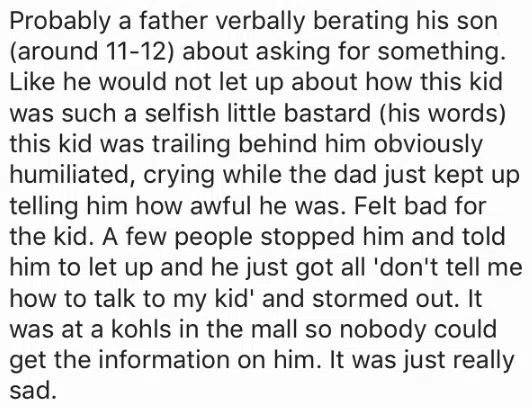 Probably a father verbally berating his son
(around 11-12) about asking for something.
Like he would not let up about how this kid
was such a selfish little bastard (his words)
this kid was trailing behind him obviously
humiliated, crying while the dad just kept up
telling him how awful he was. Felt bad for
the kid. A few people stopped him and told
him to let up and he just got all 'don't tell me
how to talk to my kid' and stormed out. It
was at a kohls in the mall so nobody could
get the information on him. It was just really
sad.